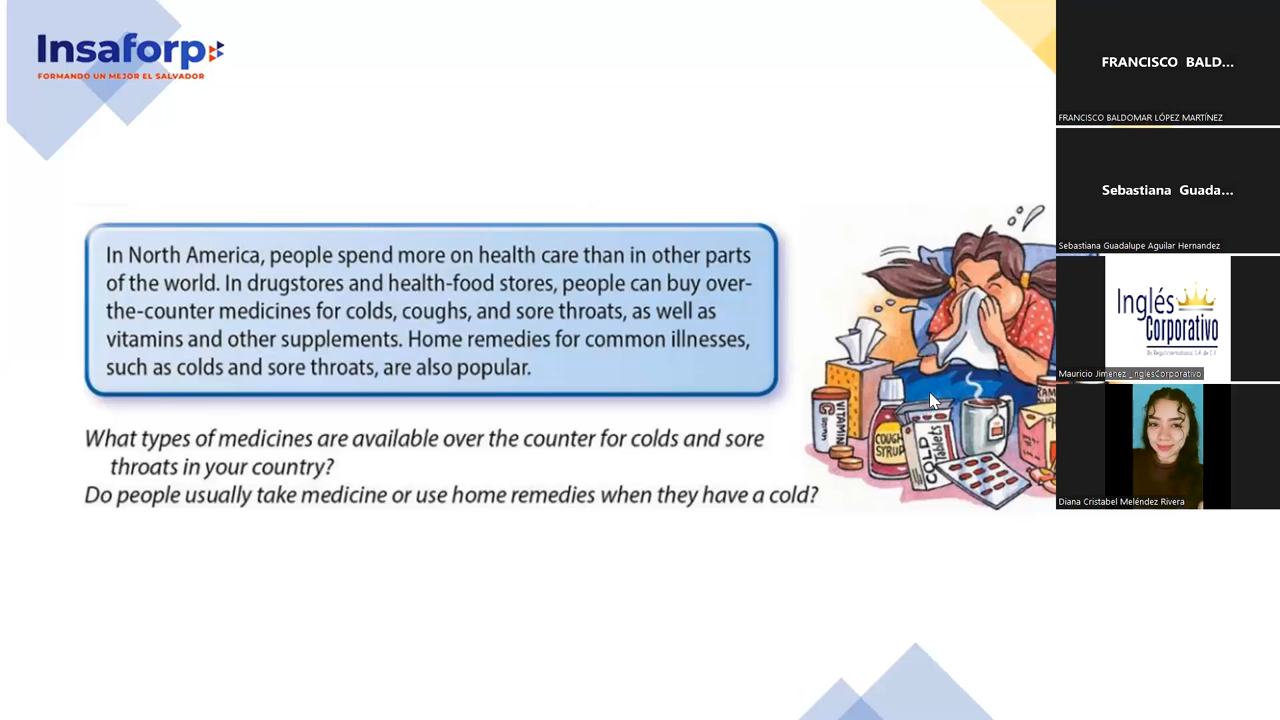 Insaforp
FORMANDO UN MEJOR EL SALVADOR
In North America, people spend more on health care than in other parts
of the world. In drugstores and health-food stores, people can buy over-
the-counter medicines for colds, coughs, and sore throats, as well as
vitamins and other supplements. Home remedies for common illnesses,
such as colds and sore throats, are also popular.
What types of medicines are available over the counter for colds and sore
throats in your country?
Do people usually take medicine or use home remedies when they have a cold?
VITAMIN
C
COUGH
SYRUP
COLD
Tablets
FRANCISCO BALD...
FRANCISCO BALDOMAR LÓPEZ MARTÍNEZ
Sebastiana Guada...
Sebastiana Guadalupe Aguilar Hernandez
Inglés
Corporativo
Mauricio Jimenez_InglésCorporativo
Diana Cristabel Meléndez Rivera